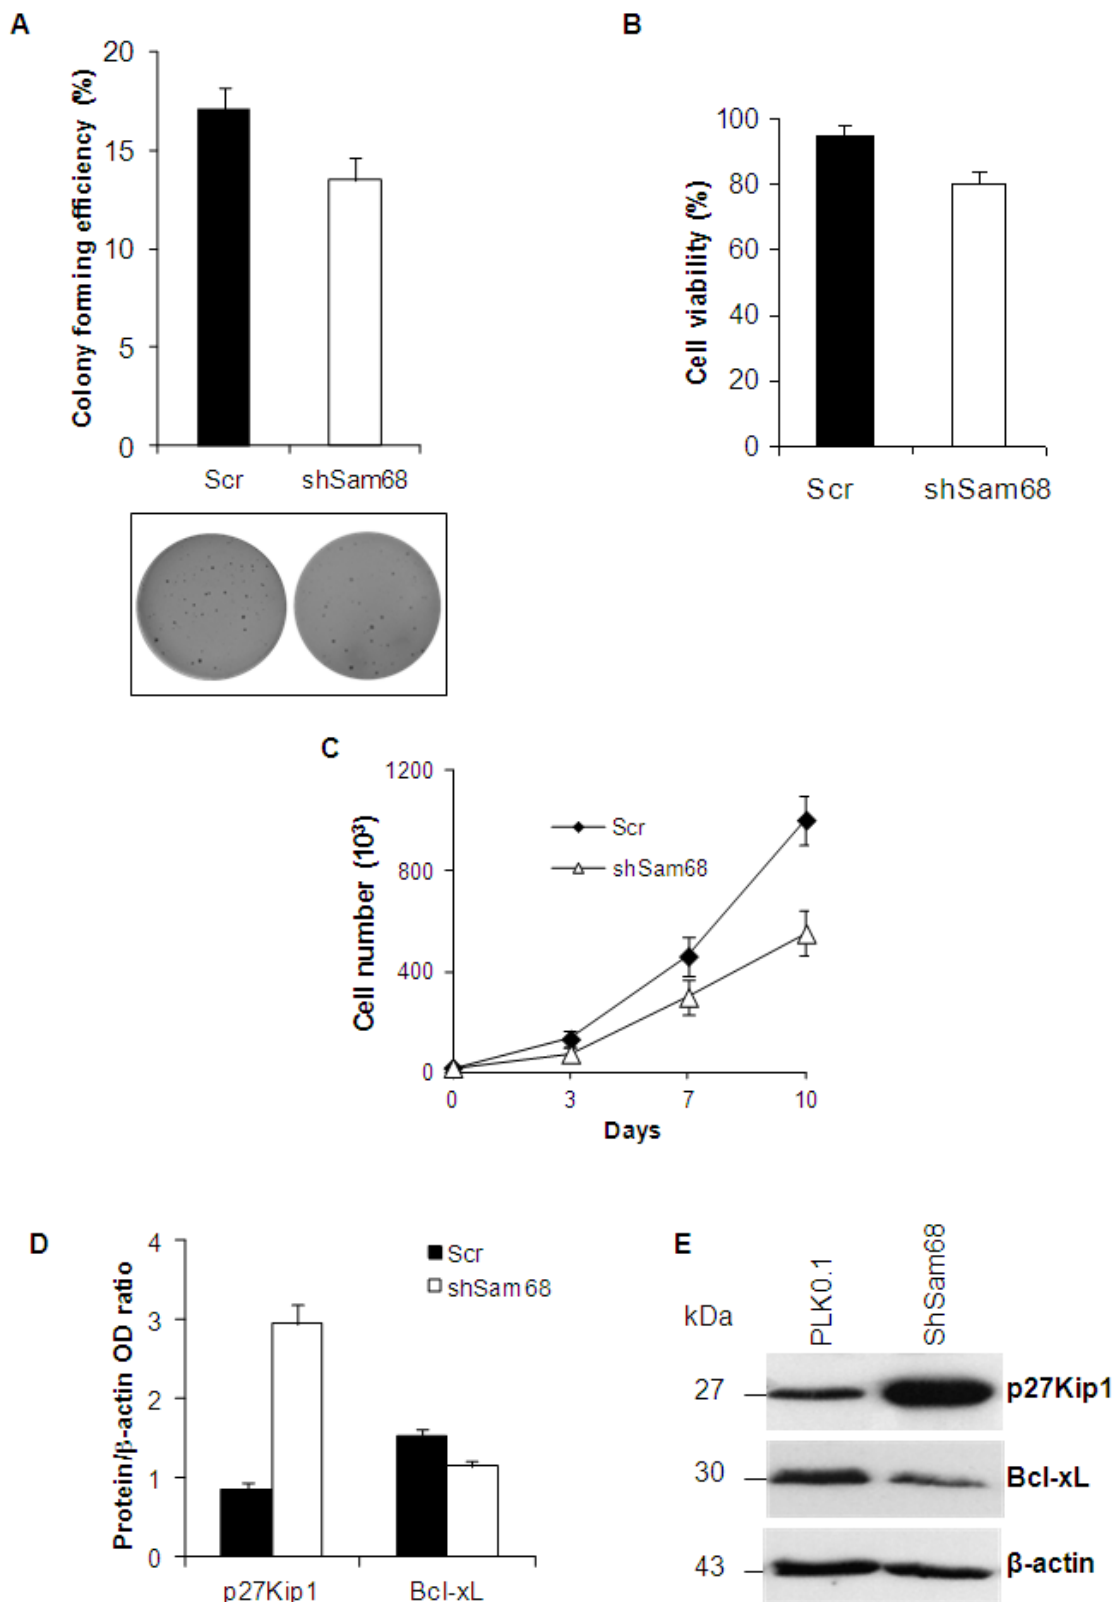 A
Colony forming efficiency (%)
20
15
10
5
0
Scr shSam68
B
Cell viability (%)
100
80
60
40
20
0
Scr shSam68
C
Cell number (10³)
1200
800
400
0
Scr
shSam68
0 3 7 10
Days
D
Protein/β-actin OD ratio
4
3
2
1
0
Scr
shSam68
p27Kip1 Bcl-xL
E
kDa
PLK0.1
ShSam68
27 p27Kip1
30 Bcl-xL
43 β-actin